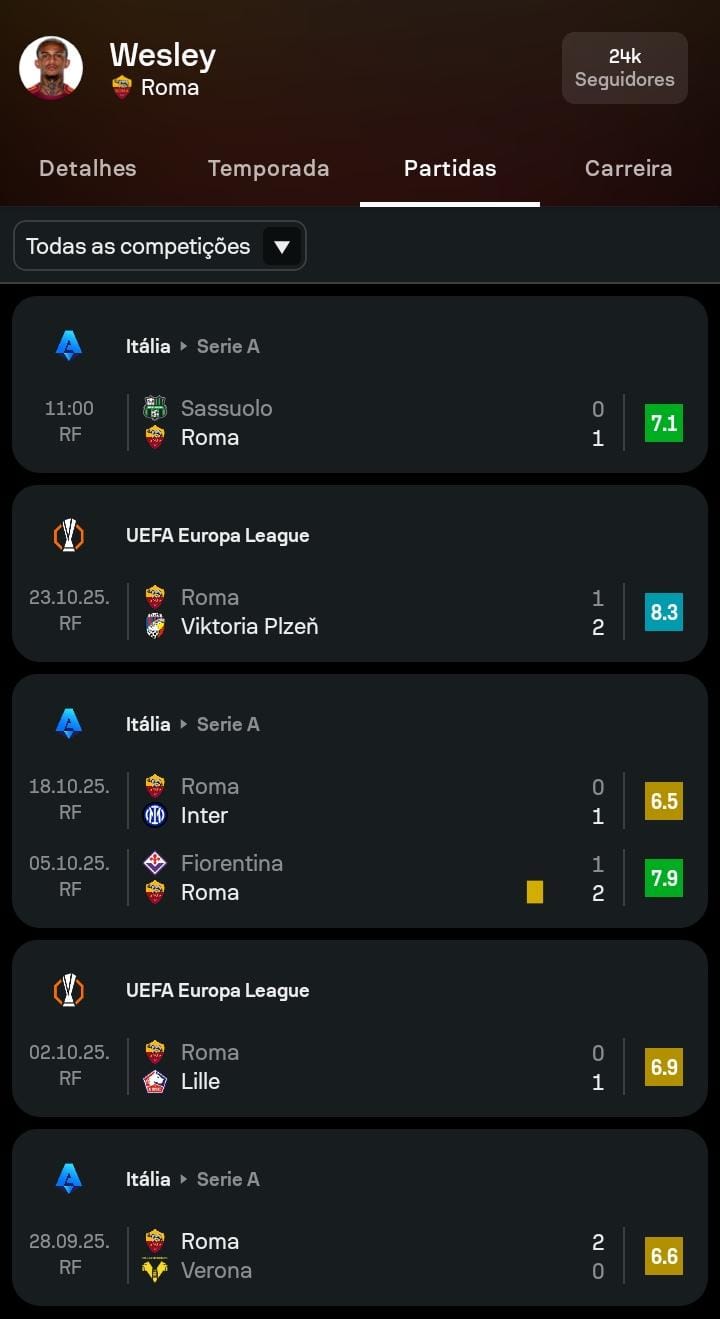 Wesley
Roma
24k
Seguidores
Detalhes
Temporada
Partidas
Carreira
Todas as competições
Itália
Serie A
11:00
RF
Sassuolo
0
Roma
1
7.1
UEFA Europa League
23.10.25.
RF
Roma
1
Viktoria Plzeň
2
8.3
Itália
Serie A
18.10.25.
RF
Roma
0
Inter
1
6.5
05.10.25.
RF
Fiorentina
1
Roma
2
7.9
UEFA Europa League
02.10.25.
RF
Roma
0
Lille
1
6.9
Itália
Serie A
28.09.25.
RF
Roma
2
Verona
0
6.6